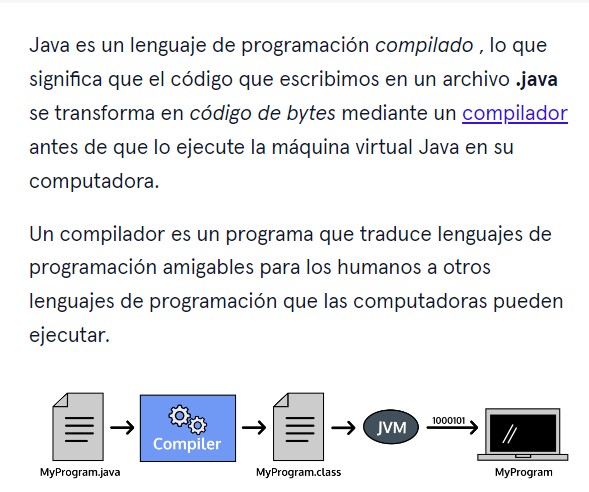 Java es un lenguaje de programación compilado , lo que
significa que el código que escribimos en un archivo .java
se transforma en código de bytes mediante un compilador
antes de que lo ejecute la máquina virtual Java en su
computadora.
Un compilador es un programa que traduce lenguajes de
programación amigables para los humanos a otros
lenguajes de programación que las computadoras pueden
ejecutar.
Compiler
JVM
1000101
MyProgram.java
MyProgram.class
MyProgram